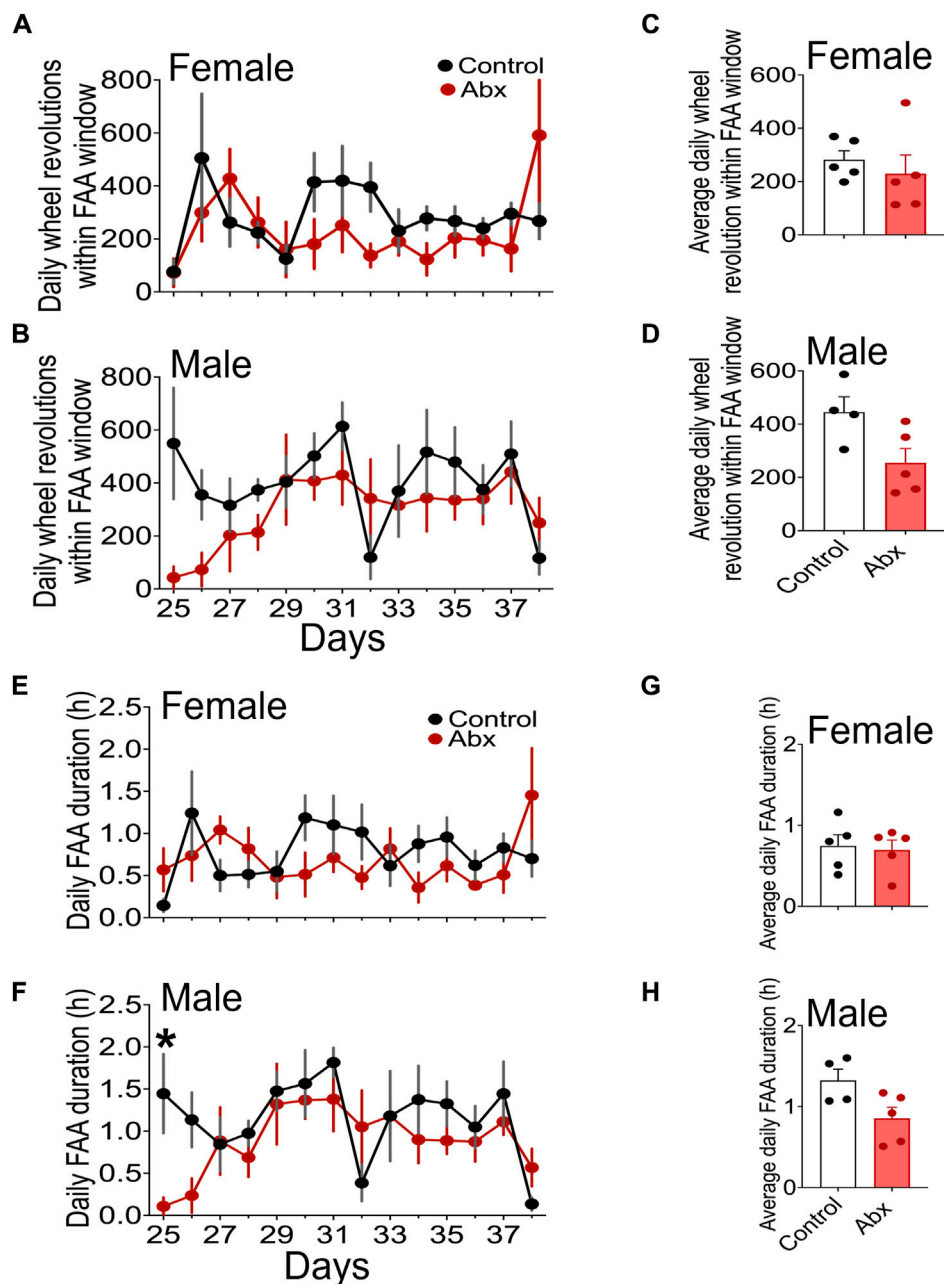 A
Female
Control
Abx
Daily wheel revolutions
within FAA window
800
600
400
200
0
C
Female
Average daily wheel
revolution within FAA window
600
400
200
0
B
Male
Daily wheel revolutions
within FAA window
800
600
400
200
0
25 27 29 31 33 35 37
Days
D
Male
Average daily wheel
revolution within FAA window
600
400
200
0
Control Abx
E
Female
Control
Abx
Daily FAA duration (h)
2.5
2.0
1.5
1.0
0.5
0.0
G
Female
Average daily FAA duration (h)
2
1
0
F
Male
*
Daily FAA duration (h)
2.5
2.0
1.5
1.0
0.5
0.0
25 27 29 31 33 35 37
Days
H
Male
Average daily FAA duration (h)
2
1
0
Control Abx